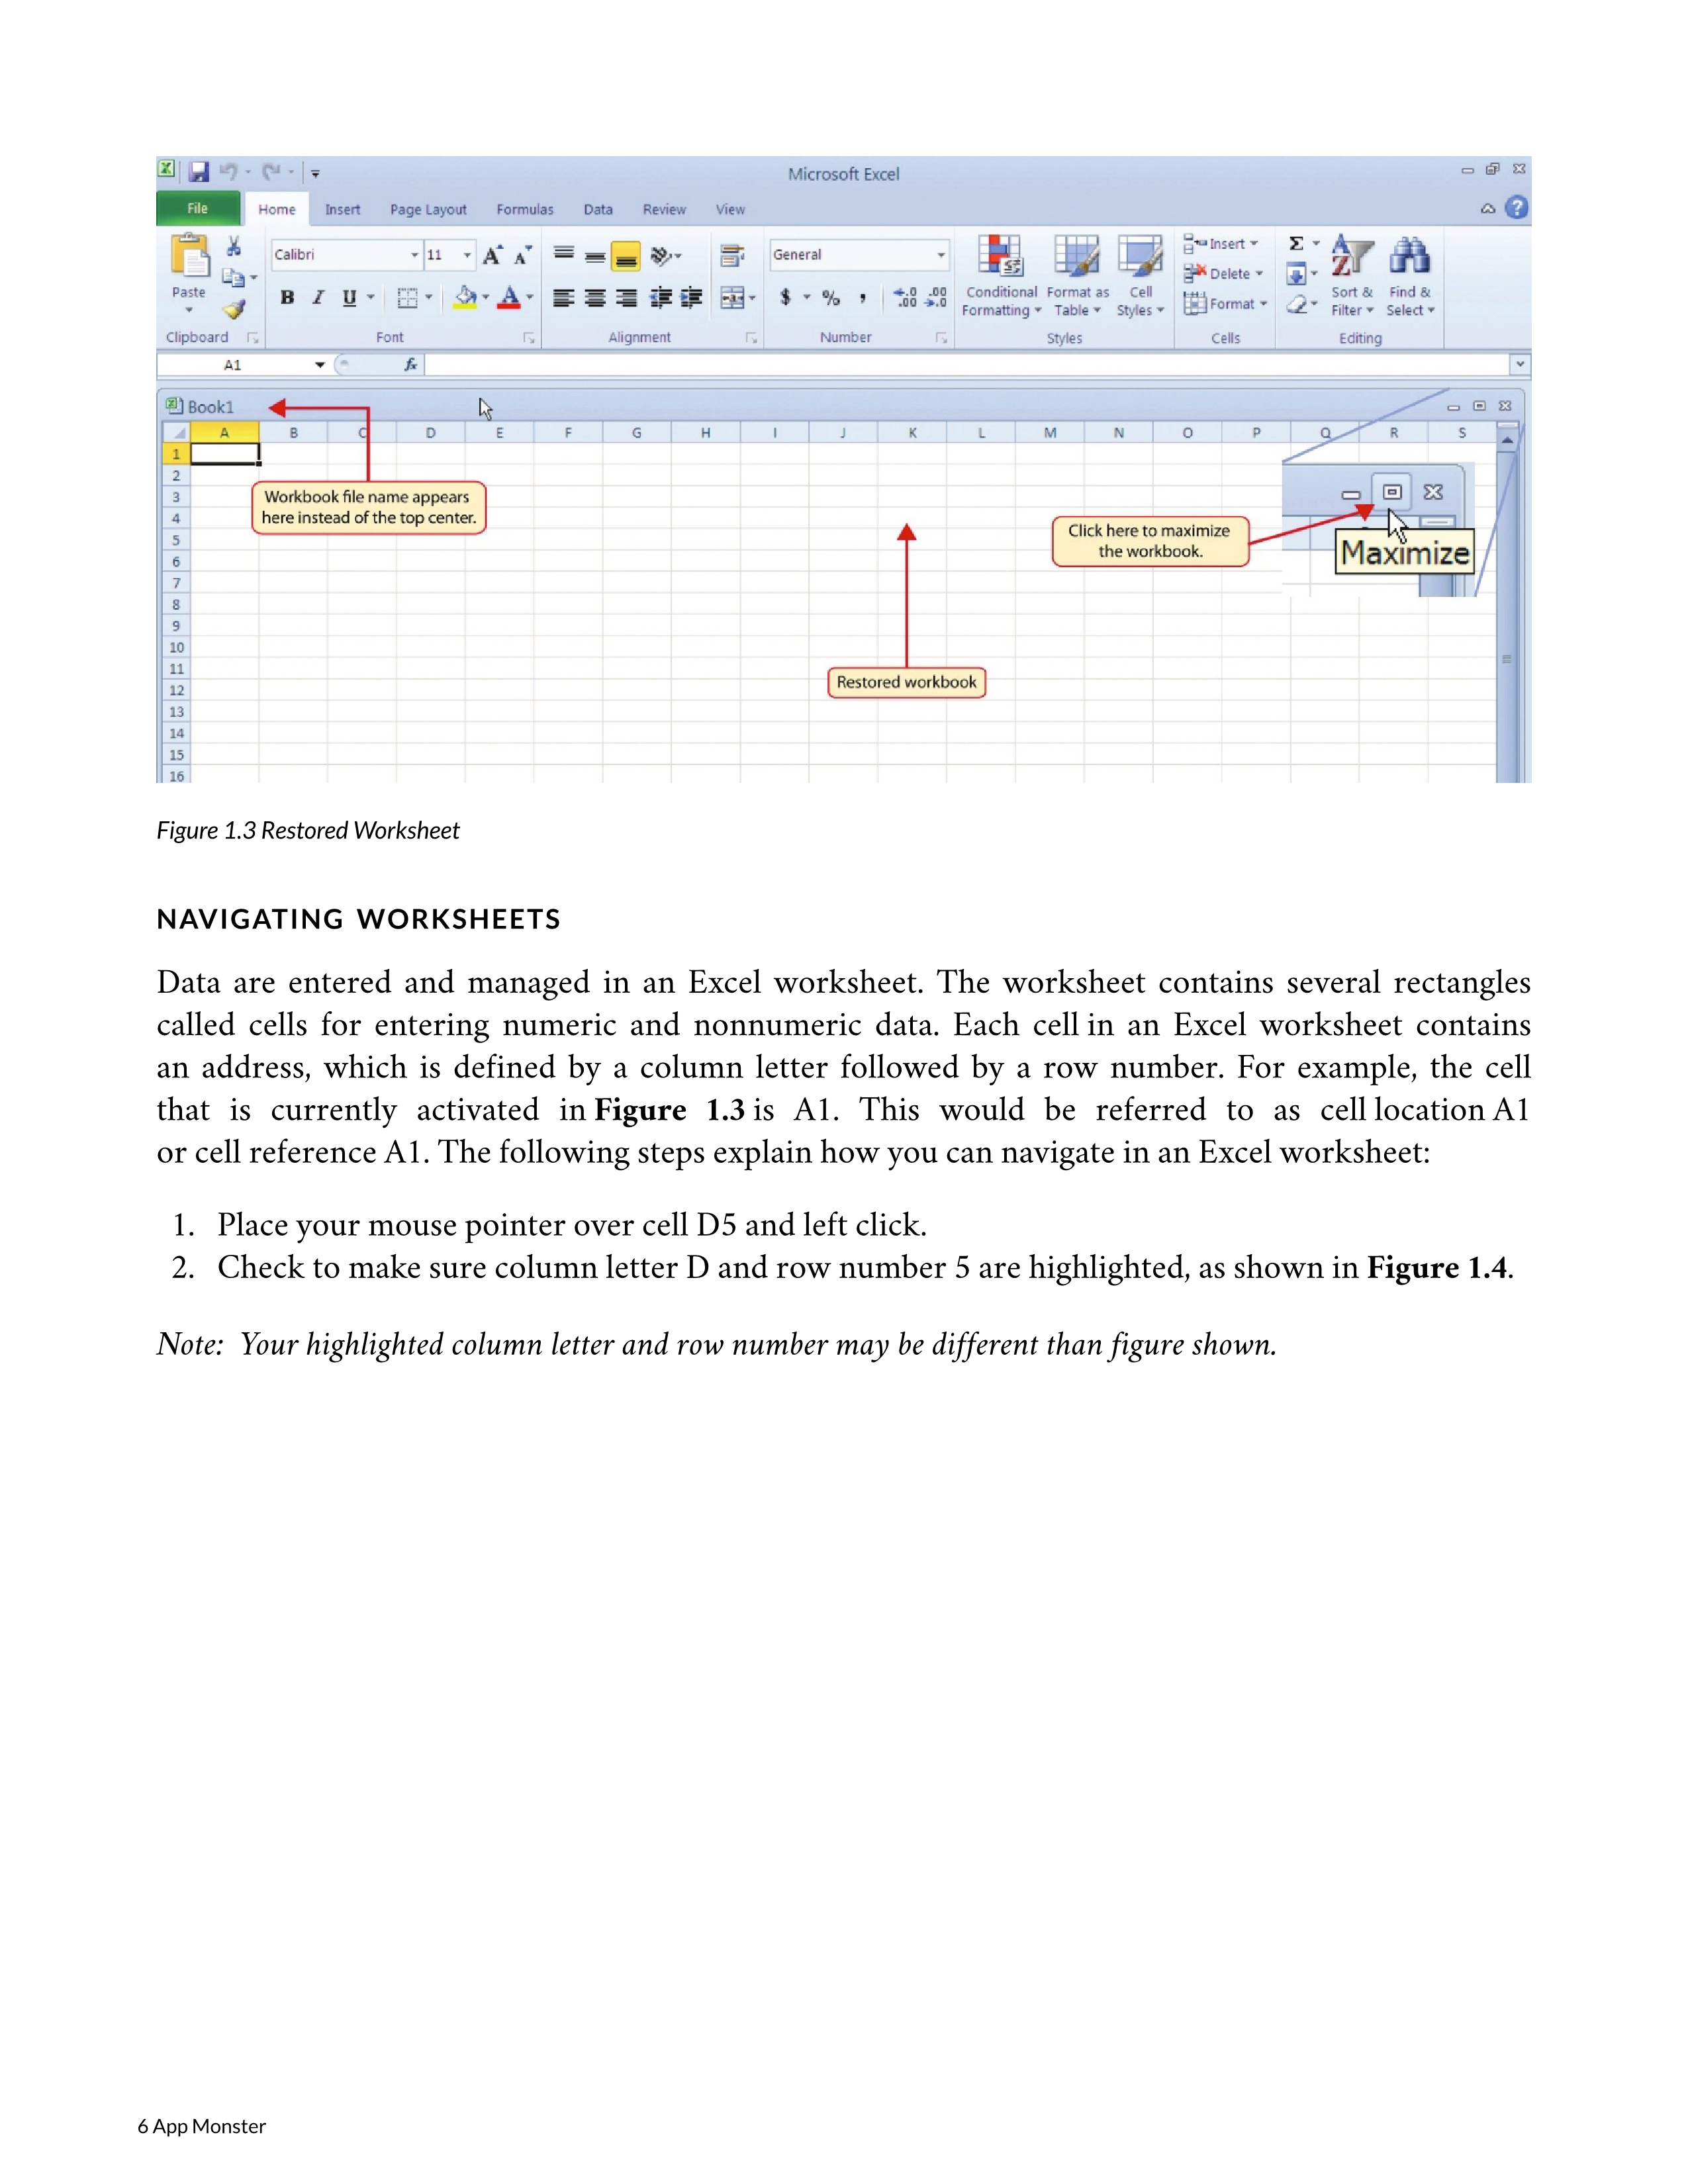 Microsoft Excel
File Home Insert Page Layout Formulas Data Review View
Calibri 11 A A General Insert Σ
Paste B I U A $ % , .0 .00 .00 .0 Conditional Formatting Format as Table Cell Styles Delete Format Sort & Filter Find & Select
Clipboard Font Alignment Number Styles Cells Editing
A1 fx
Book1
A B C D E F G H I J K L M N O P Q R S
1
2
3
4
5
6
7
8
9
10
11
12
13
14
15
16
Workbook file name appears
here instead of the top center.
Click here to maximize
the workbook.
Maximize
Restored workbook
Figure 1.3 Restored Worksheet
NAVIGATING WORKSHEETS
Data are entered and managed in an Excel worksheet. The worksheet contains several rectangles
called cells for entering numeric and nonnumeric data. Each cell in an Excel worksheet contains
an address, which is defined by a column letter followed by a row number. For example, the cell
that is currently activated in Figure 1.3 is A1. This would be referred to as cell location A1
or cell reference A1. The following steps explain how you can navigate in an Excel worksheet:
1. Place your mouse pointer over cell D5 and left click.
2. Check to make sure column letter D and row number 5 are highlighted, as shown in Figure 1.4.
Note: Your highlighted column letter and row number may be different than figure shown.
6 App Monster